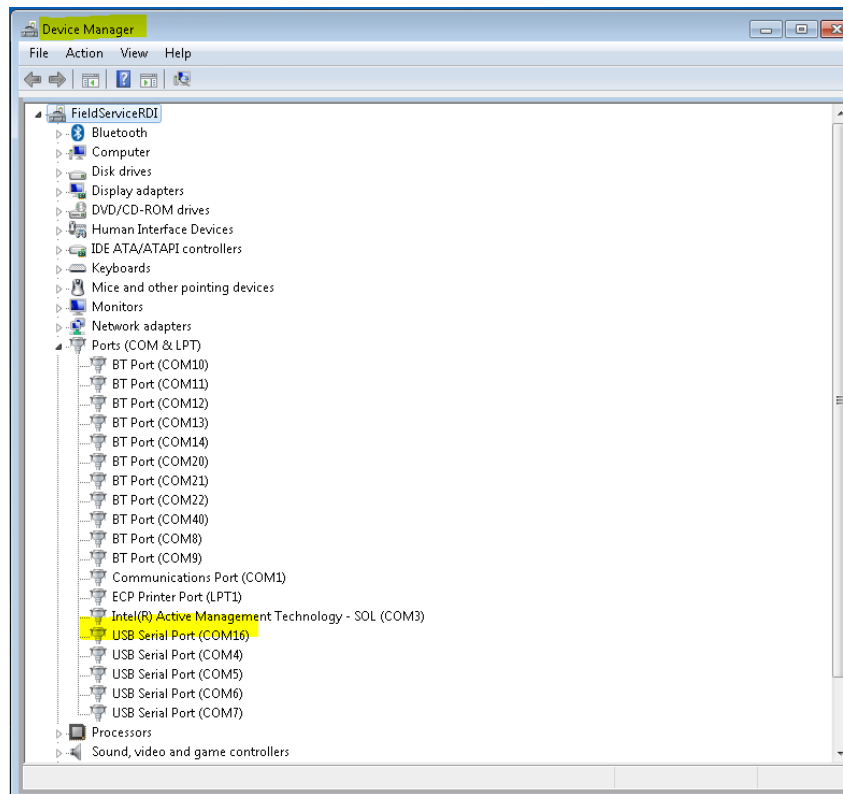 Device Manager
File Action View Help
FieldServiceRDI
Bluetooth
Computer
Disk drives
Display adapters
DVD/CD-ROM drives
Human Interface Devices
IDE ATA/ATAPI controllers
Keyboards
Mice and other pointing devices
Monitors
Network adapters
Ports (COM & LPT)
BT Port (COM10)
BT Port (COM11)
BT Port (COM12)
BT Port (COM13)
BT Port (COM14)
BT Port (COM20)
BT Port (COM21)
BT Port (COM22)
BT Port (COM40)
BT Port (COM8)
BT Port (COM9)
Communications Port (COM1)
ECP Printer Port (LPT1)
Intel(R) Active Management Technology - SOL (COM3)
USB Serial Port (COM16)
USB Serial Port (COM4)
USB Serial Port (COM5)
USB Serial Port (COM6)
USB Serial Port (COM7)
Processors
Sound, video and game controllers